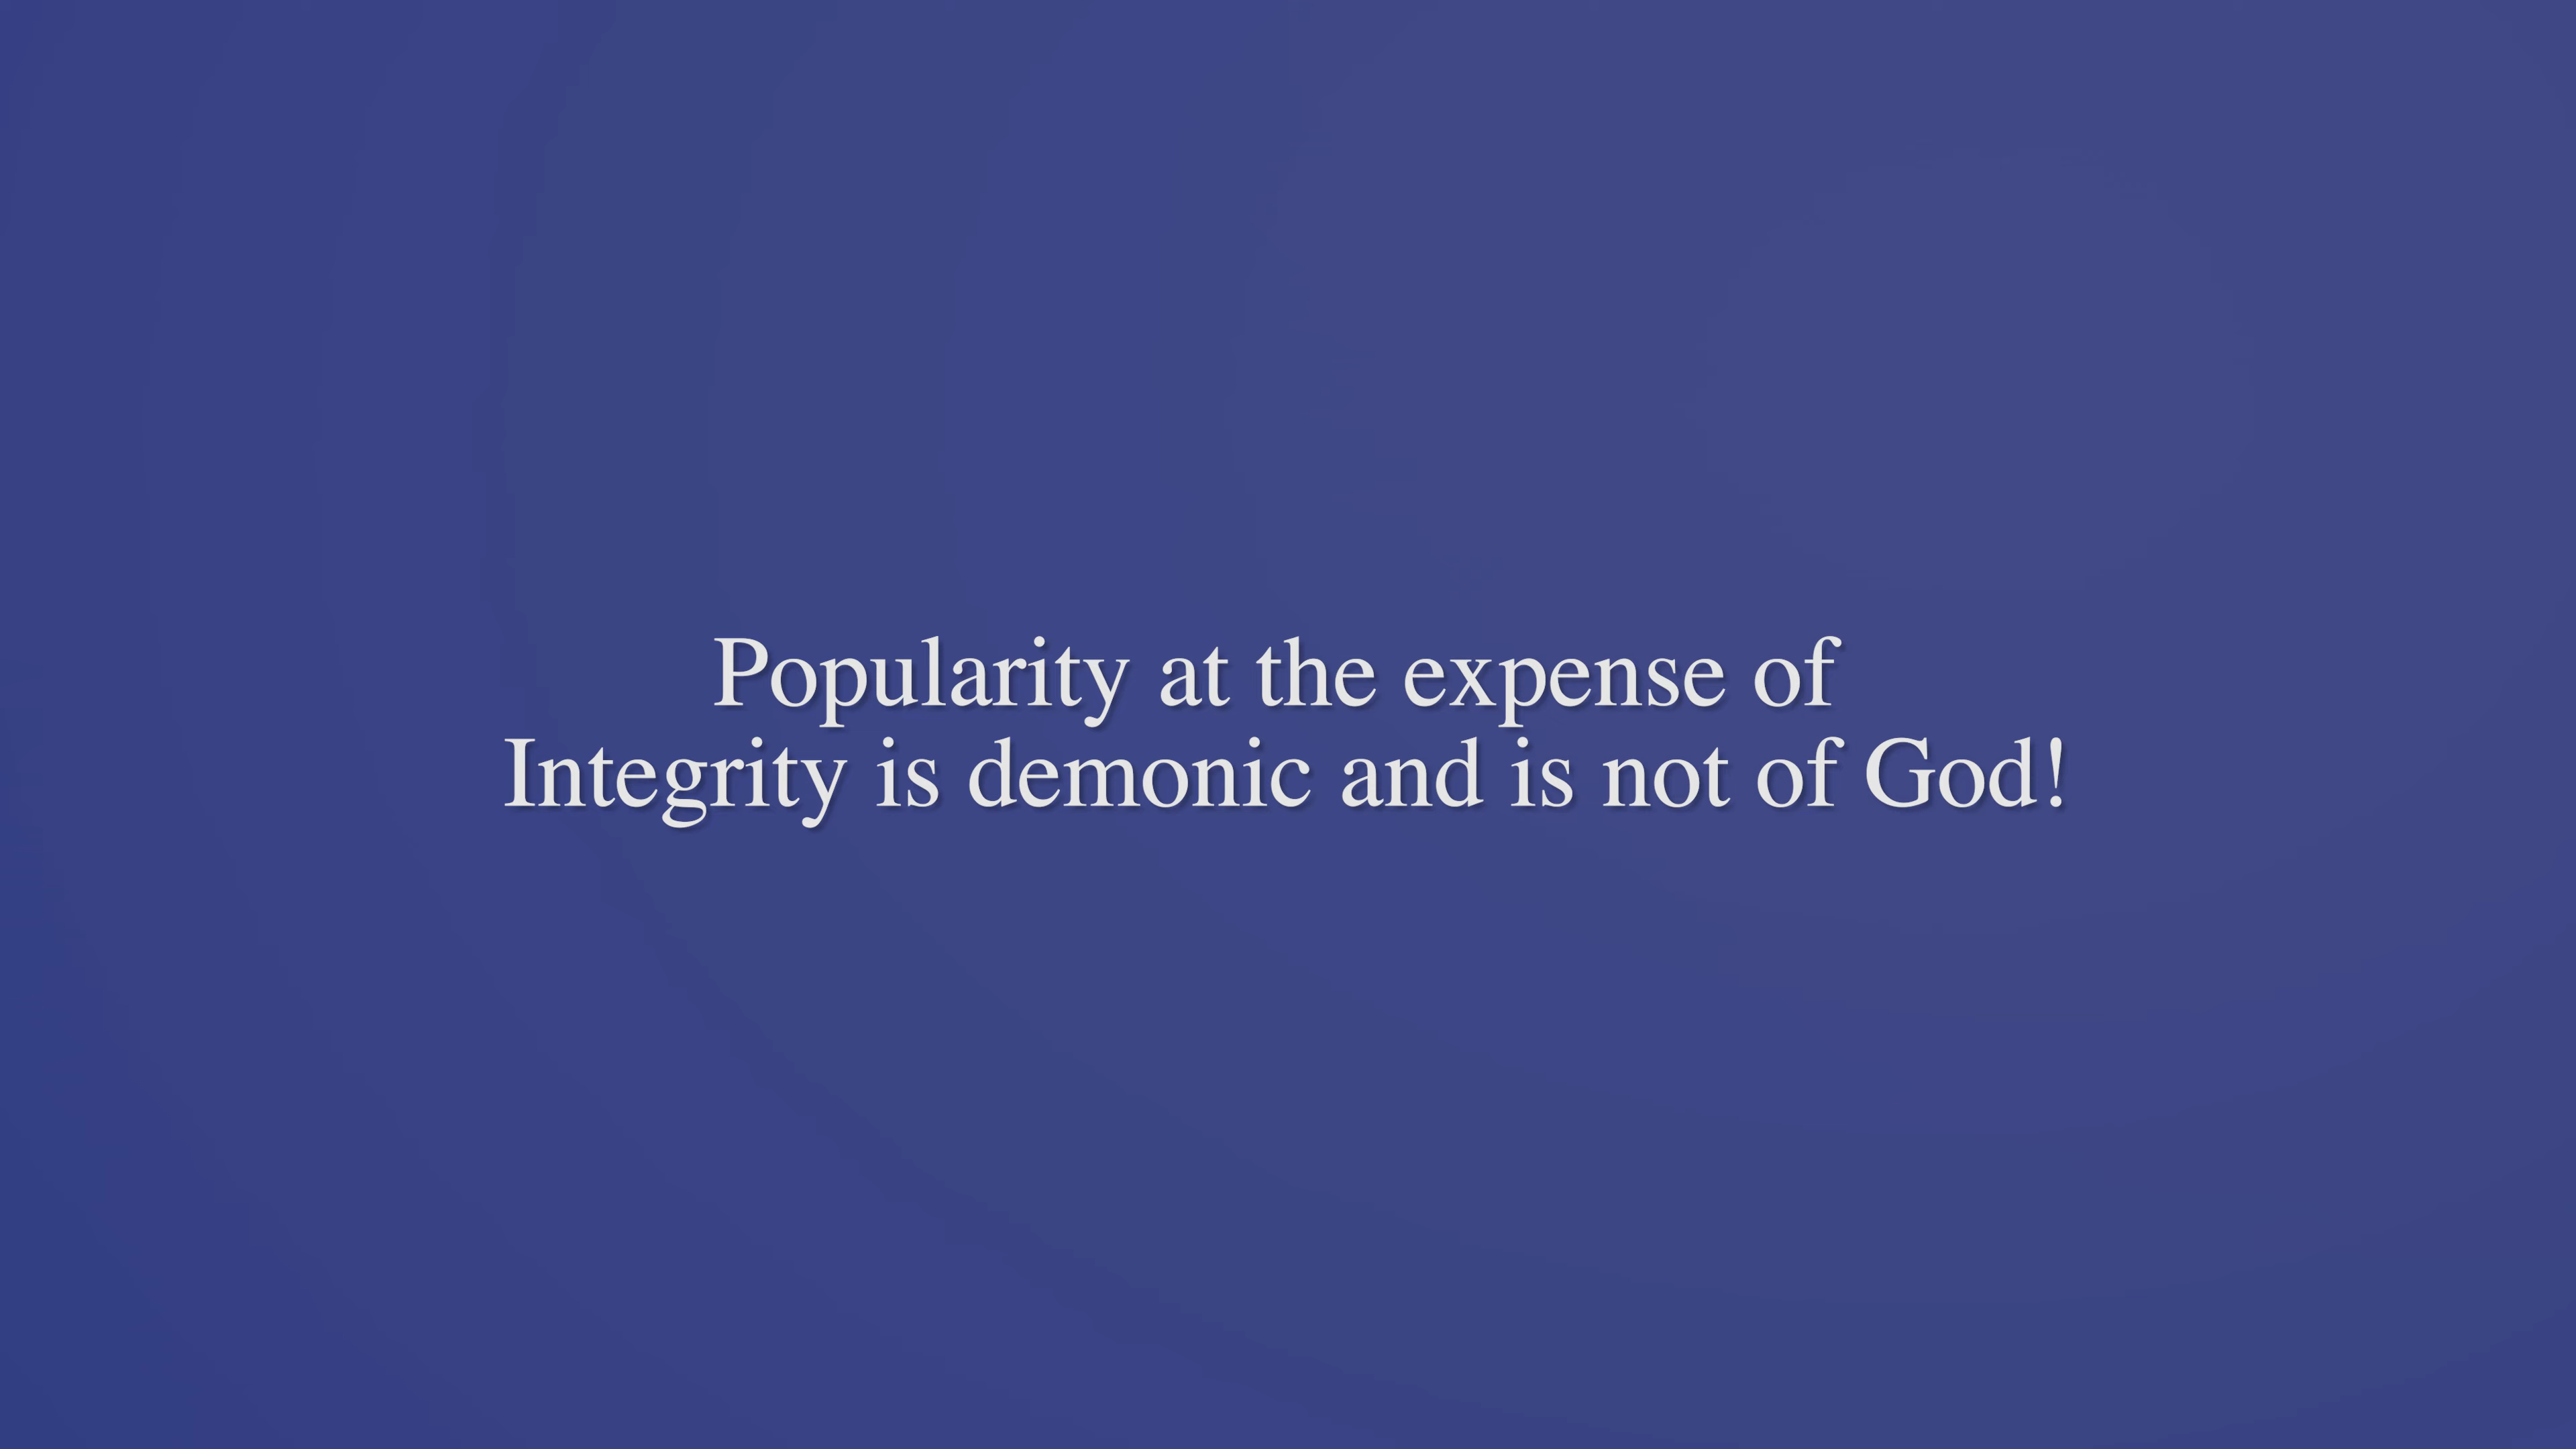 Popularity at the expense of
Integrity is demonic and is not of God!